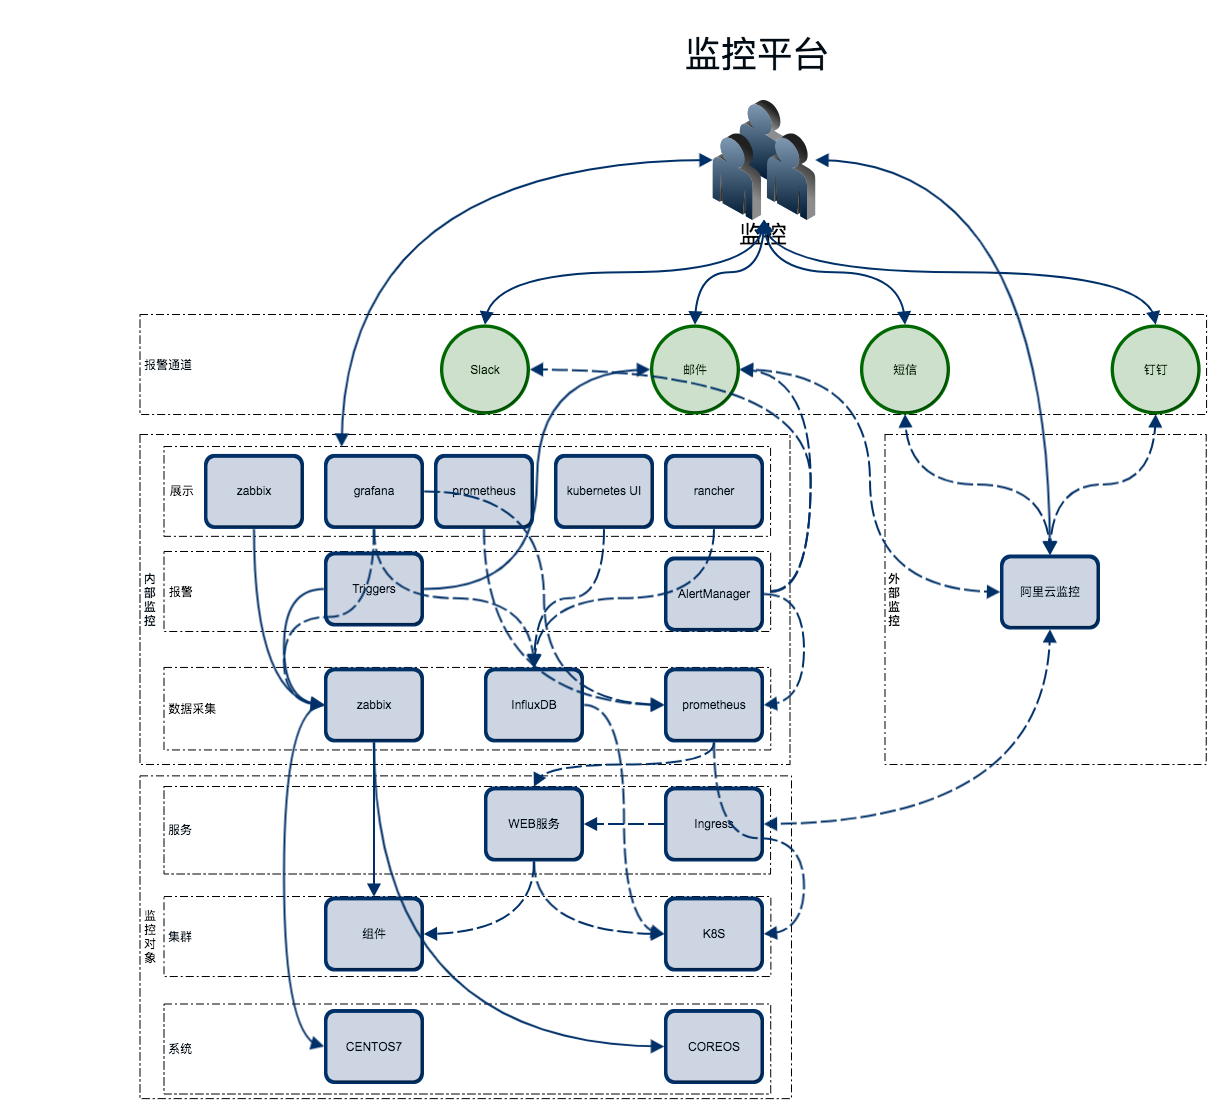 监控平台
监控
报警通道
Slack
邮件
短信
钉钉
内部监控
展示
zabbix
grafana
prometheus
kubernetes UI
rancher
报警
Triggers
AlertManager
数据采集
zabbix
InfluxDB
prometheus
外部监控
阿里云监控
监控对象
服务
WEB服务
Ingress
集群
组件
K8S
系统
CENTOS7
COREOS